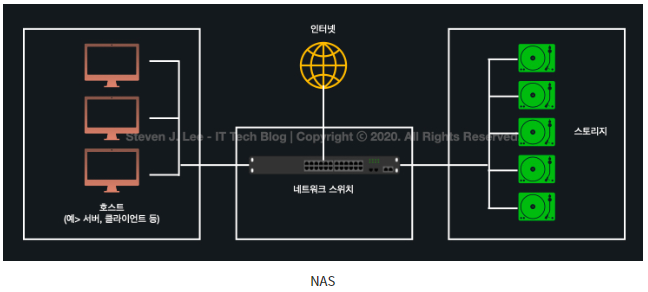 인터넷
Steven J. Lee - IT Tech Blog | Copyright © 2020. All Rights Reserved.
스토리지
네트워크 스위치
호스트
(예> 서버, 클라이언트 등)
NAS